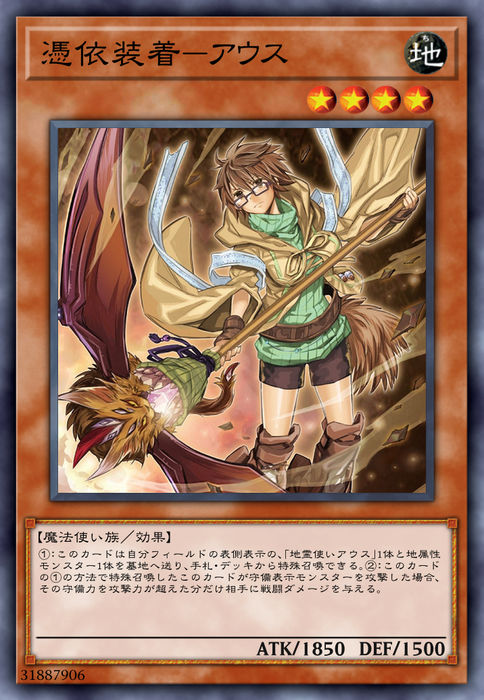 憑依装着－アウス
ち
地
【魔法使い族／効果】
①：このカードは自分フィールドの表側表示の、「地霊使いアウス」1体と地属性
モンスター1体を墓地へ送り、手札・デッキから特殊召喚できる。②：このカード
の①の方法で特殊召喚したこのカードが守備表示モンスターを攻撃した場合、
その守備力を攻撃力が超えた分だけ相手に戦闘ダメージを与える。
ATK/1850 DEF/1500
31887906